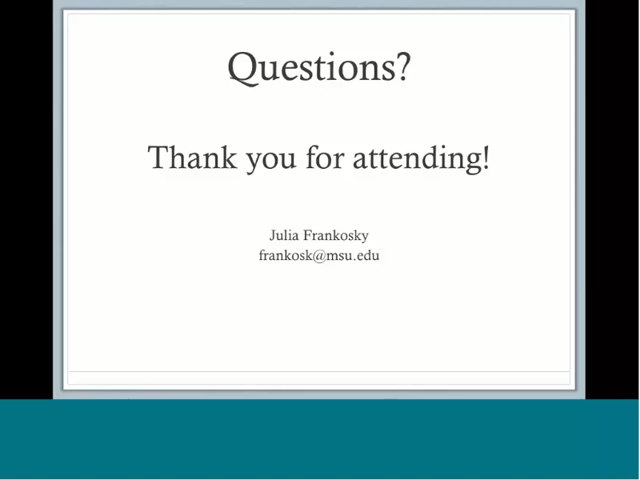 Questions?
Thank you for attending!
Julia Frankosky
frankosk@msu.edu